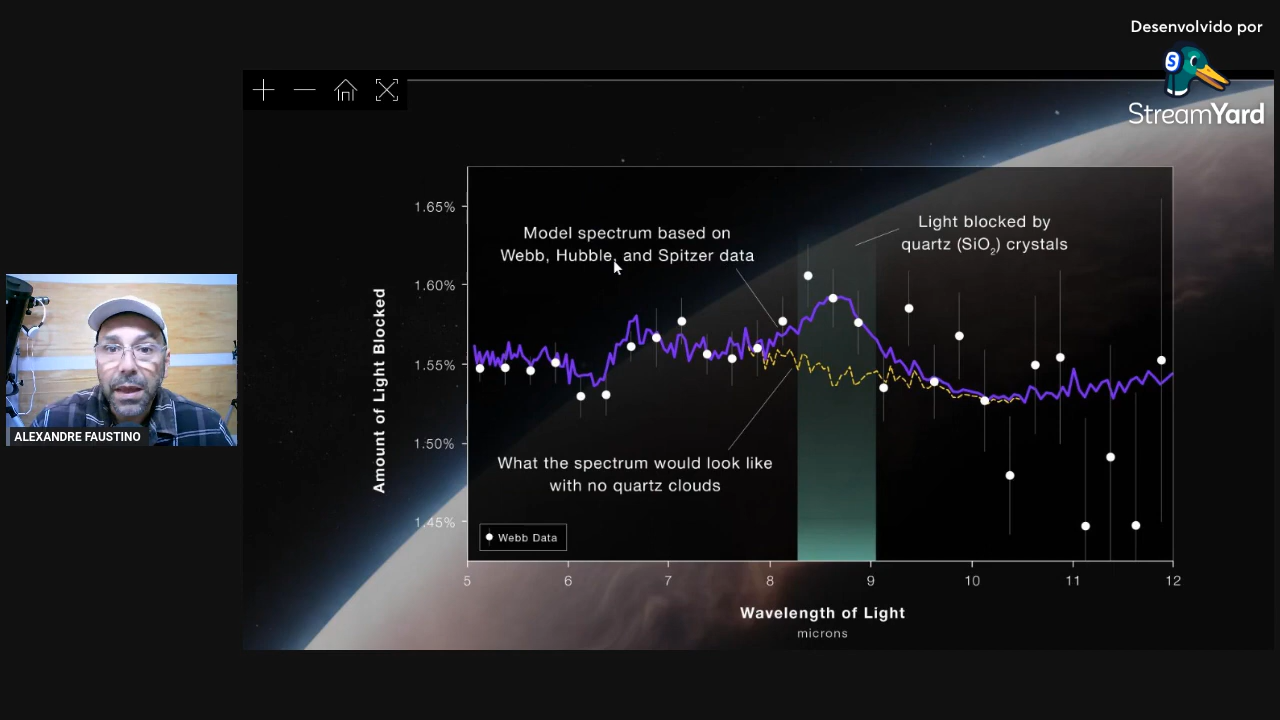 Desenvolvido por
StreamYard
1.65%
Model spectrum based on
Webb, Hubble, and Spitzer data
Light blocked by
quartz (SiO2) crystals
1.60%
1.55%
1.50%
1.45%
Amount of Light Blocked
What the spectrum would look like
with no quartz clouds
Webb Data
5 6 7 8 9 10 11 12
Wavelength of Light
microns
ALEXANDRE FAUSTINO